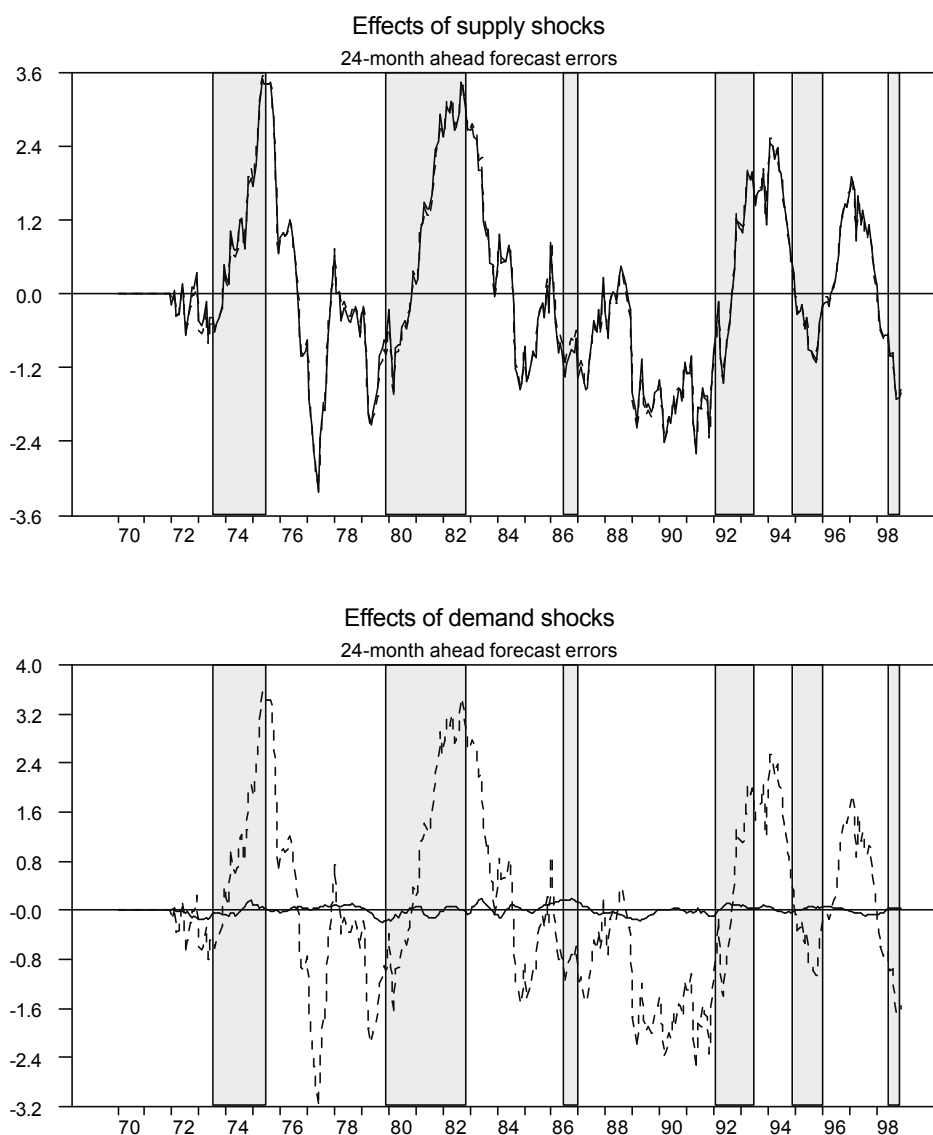 Effects of supply shocks
24-month ahead forecast errors
3.6
2.4
1.2
0.0
-1.2
-2.4
-3.6
70 72 74 76 78 80 82 84 86 88 90 92 94 96 98
Effects of demand shocks
24-month ahead forecast errors
4.0
3.2
2.4
1.6
0.8
-0.0
-0.8
-1.6
-2.4
-3.2
70 72 74 76 78 80 82 84 86 88 90 92 94 96 98